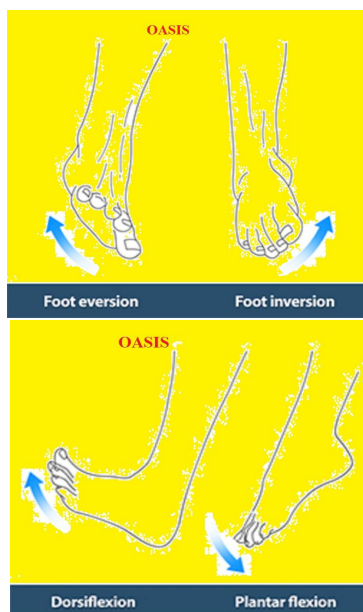 OASIS
Foot eversion
Foot inversion
OASIS
Dorsiflexion
Plantar flexion